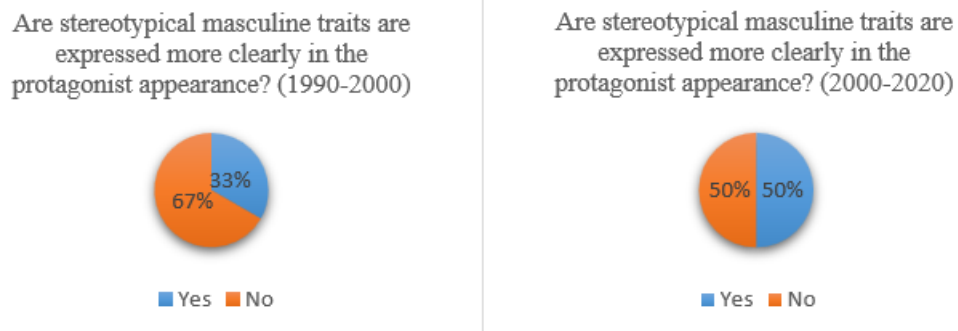 Are stereotypical masculine traits are
expressed more clearly in the
protagonist appearance? (1990-2000)
33%
67%
Yes No
Are stereotypical masculine traits are
expressed more clearly in the
protagonist appearance? (2000-2020)
50% 50%
Yes No